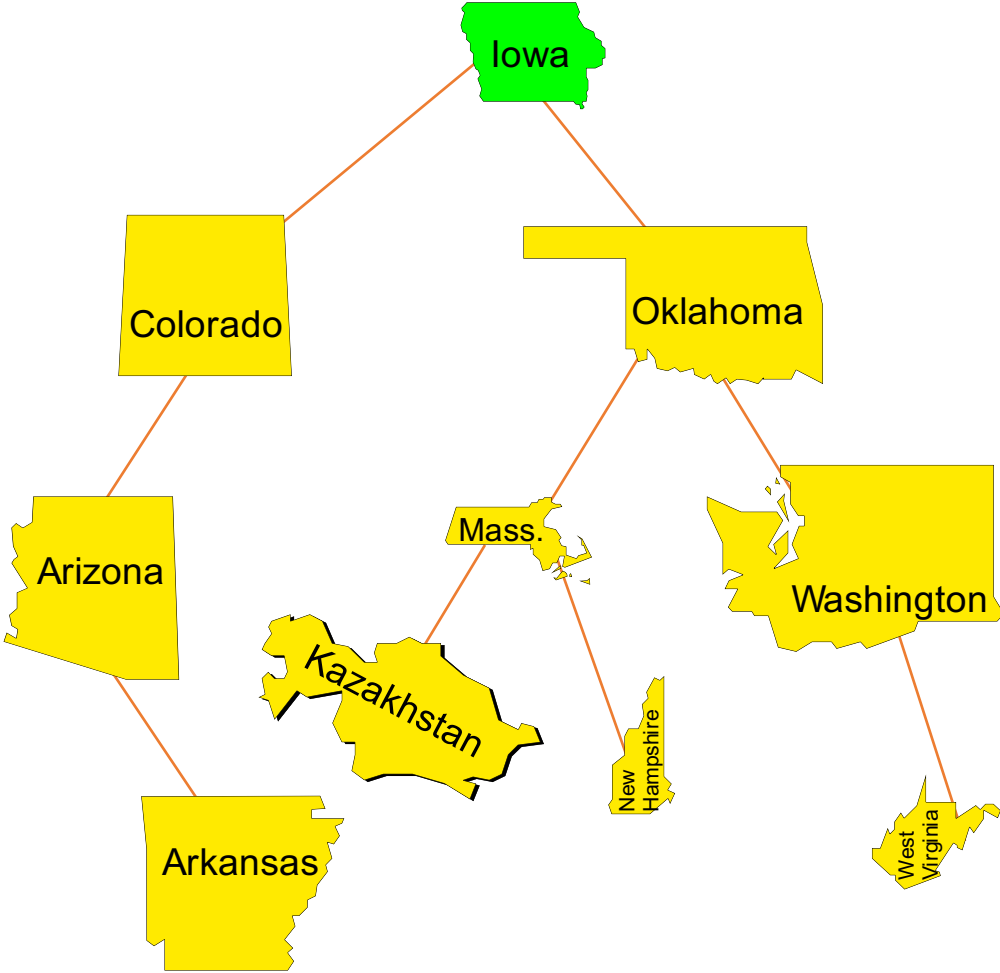 Iowa
Colorado
Oklahoma
Arizona
Mass.
Washington
Kazakhstan
New
Hampshire
Arkansas
West
Virginia